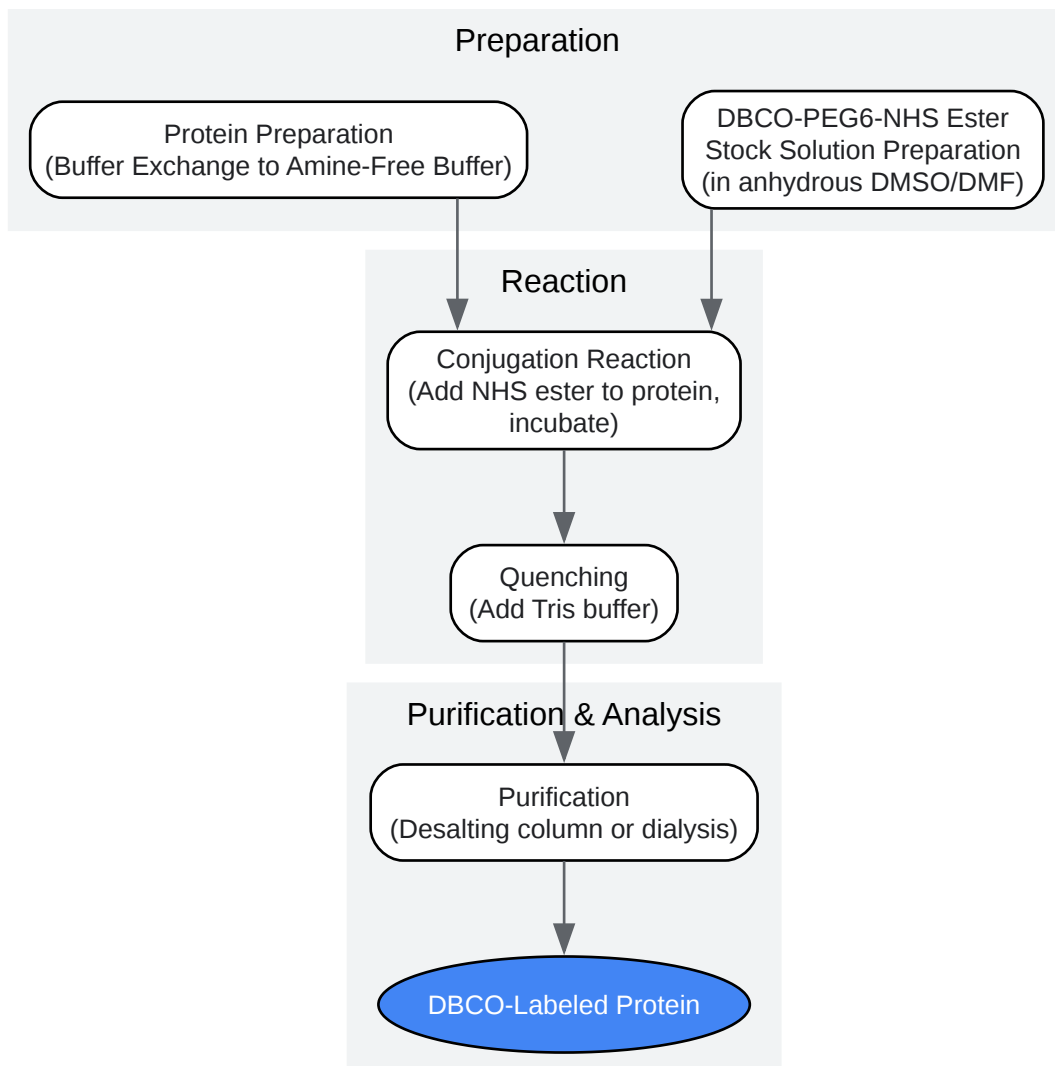 Preparation
Protein Preparation
(Buffer Exchange to Amine-Free Buffer)
DBCO-PEG6-NHS Ester
Stock Solution Preparation
(in anhydrous DMSO/DMF)
Reaction
Conjugation Reaction
(Add NHS ester to protein,
incubate)
Quenching
(Add Tris buffer)
Purification & Analysis
Purification
(Desalting column or dialysis)
DBCO-Labeled Protein